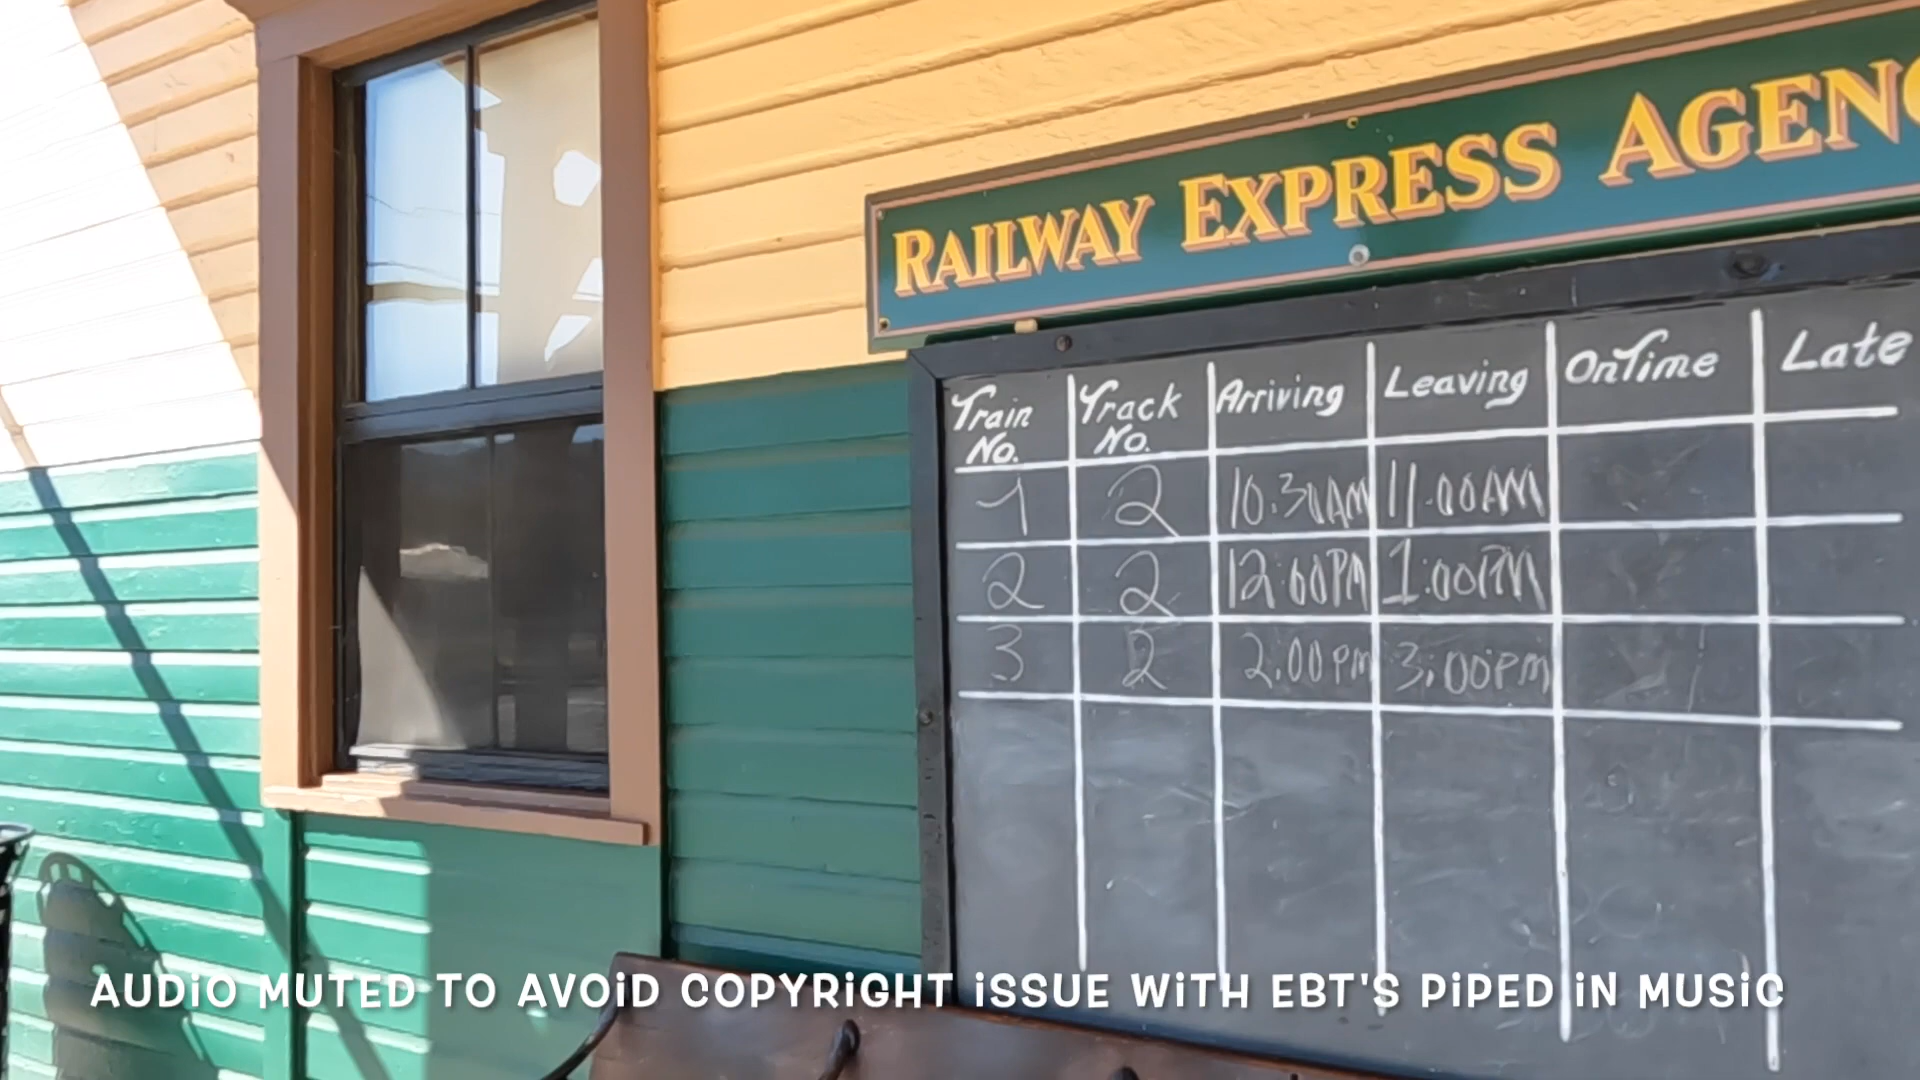 RAILWAY EXPRESS AGENC
Train No. Track No. Arriving Leaving OnTime Late
1 2 10:30AM 11:00AM
2 2 12:00PM 1:00PM
3 2 2:00pm 3:00pm
AUDiO MUTED TO AVOiD COPYRiGHT iSSUE WiTH EBT'S PiPED iN MUSiC